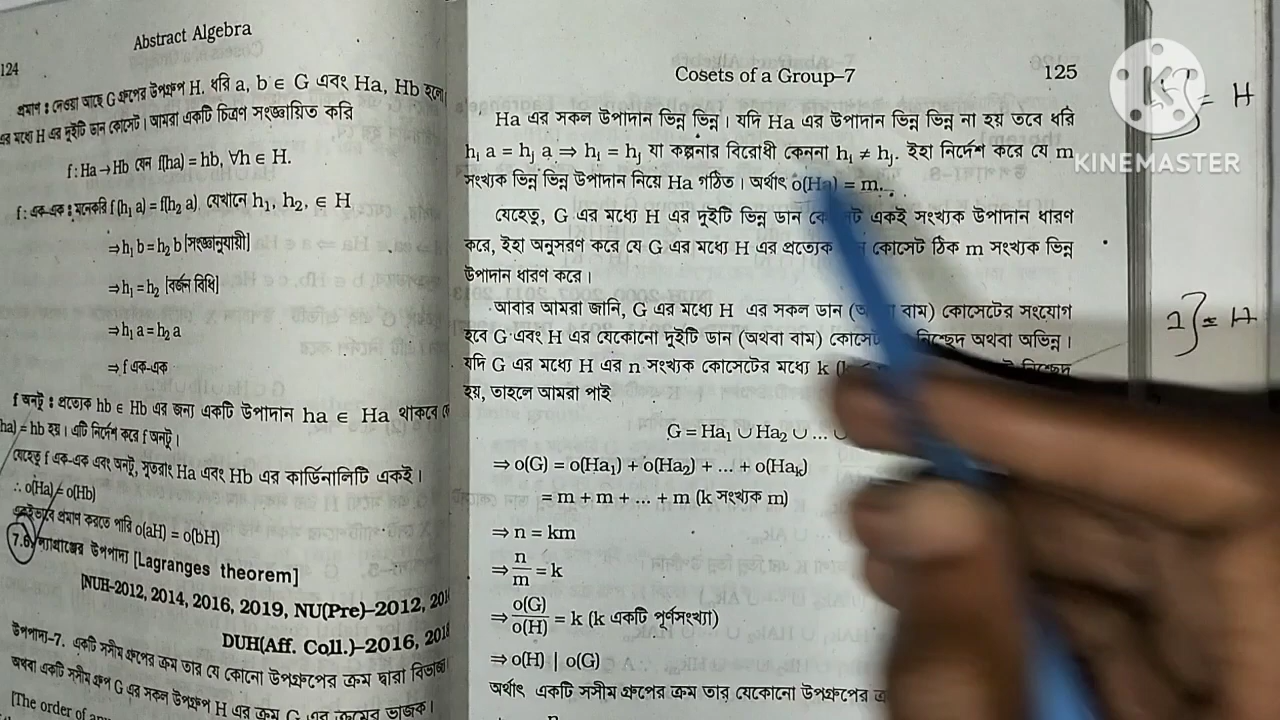 Abstract Algebra
124
প্রমাণ : দেওয়া আছে G গ্রুপের উপগ্রুপ H. ধরি a, b ∈ G এবং Ha, Hb হলো
এর মধ্যে H এর দুইটি ডান কোসেট। আমরা একটি চিত্রণ সংজ্ঞায়িত করি
f : Ha → Hb যেন f(ha) = hb, ∀h ∈ H.
f : এক-এক : মনেকরি f(h₁ a) = f(h₂ a), যেখানে h₁, h₂, ∈ H
⇒ h₁ b = h₂ b [সংজ্ঞানুযায়ী]
⇒ h₁ = h₂ [বর্জন বিধি]
⇒ h₁ a = h₂ a
⇒ f এক-এক
f অনটু : প্রত্যেক hb ∈ Hb এর জন্য একটি উপাদান ha ∈ Ha থাকবে
ha) = hb হয়। এটি নির্দেশ করে f অনটু।
যেহেতু f এক-এক এবং অনটু, সুতরাং Ha এবং Hb এর কার্ডিনালিটি একই।
∴ o(Ha) = o(Hb)
একইভাবে প্রমাণ করতে পারি o(aH) = o(bH)
7.6. ল্যাগ্রাঞ্জের উপপাদ্য [Lagranges theorem]
[NUH–2012, 2014, 2016, 2019, NU(Pre)–2012,
DUH(Aff. Coll.)–2016,
উপপাদ্য–7. একটি সসীম গ্রুপের ক্রম তার যে কোনো উপগ্রুপের ক্রম দ্বারা বিভাজ্য
অথবা একটি সসীম গ্রুপ G এর সকল উপগ্রুপ H এর ক্রম G এর ক্রমের ভাজক।
[The order of
Cosets of a Group–7 125
Ha এর সকল উপাদান ভিন্ন ভিন্ন। যদি Ha এর উপাদান ভিন্ন ভিন্ন না হয় তবে ধরি
hᵢ a = hⱼ a ⇒ hᵢ = hⱼ যা কল্পনার বিরোধী কেননা hᵢ ≠ hⱼ. ইহা নির্দেশ করে যে m
সংখ্যক ভিন্ন ভিন্ন উপাদান নিয়ে Ha গঠিত। অর্থাৎ o(Ha) = m.
যেহেতু, G এর মধ্যে H এর দুইটি ভিন্ন ডান একই সংখ্যক উপাদান ধারণ
করে, ইহা অনুসরণ করে যে G এর মধ্যে H এর প্রত্যেক কোসেট ঠিক m সংখ্যক ভিন্ন
উপাদান ধারণ করে।
আবার আমরা জানি, G এর মধ্যে H এর সকল ডান বাম) কোসেটের সংযোগ
হবে G এবং H এর যেকোনো দুইটি ডান (অথবা বাম) নিশ্ছেদ অথবা অভিন্ন।
যদি G এর মধ্যে H এর n সংখ্যক কোসেটের মধ্যে k নিশ্ছেদ
হয়, তাহলে আমরা পাই
G = Ha₁ ∪ Ha₂ ∪ ... ∪
⇒ o(G) = o(Ha₁) + o(Ha₂) + ... + o(Haₖ)
= m + m + ... + m (k সংখ্যক m)
⇒ n = km
⇒ n/m = k
⇒ o(G)/o(H) = k (k একটি পূর্ণসংখ্যা)
⇒ o(H) | o(G)
অর্থাৎ একটি সসীম গ্রুপের ক্রম তার যেকোনো উপগ্রুপের
= H
KINEMASTER
1} = H